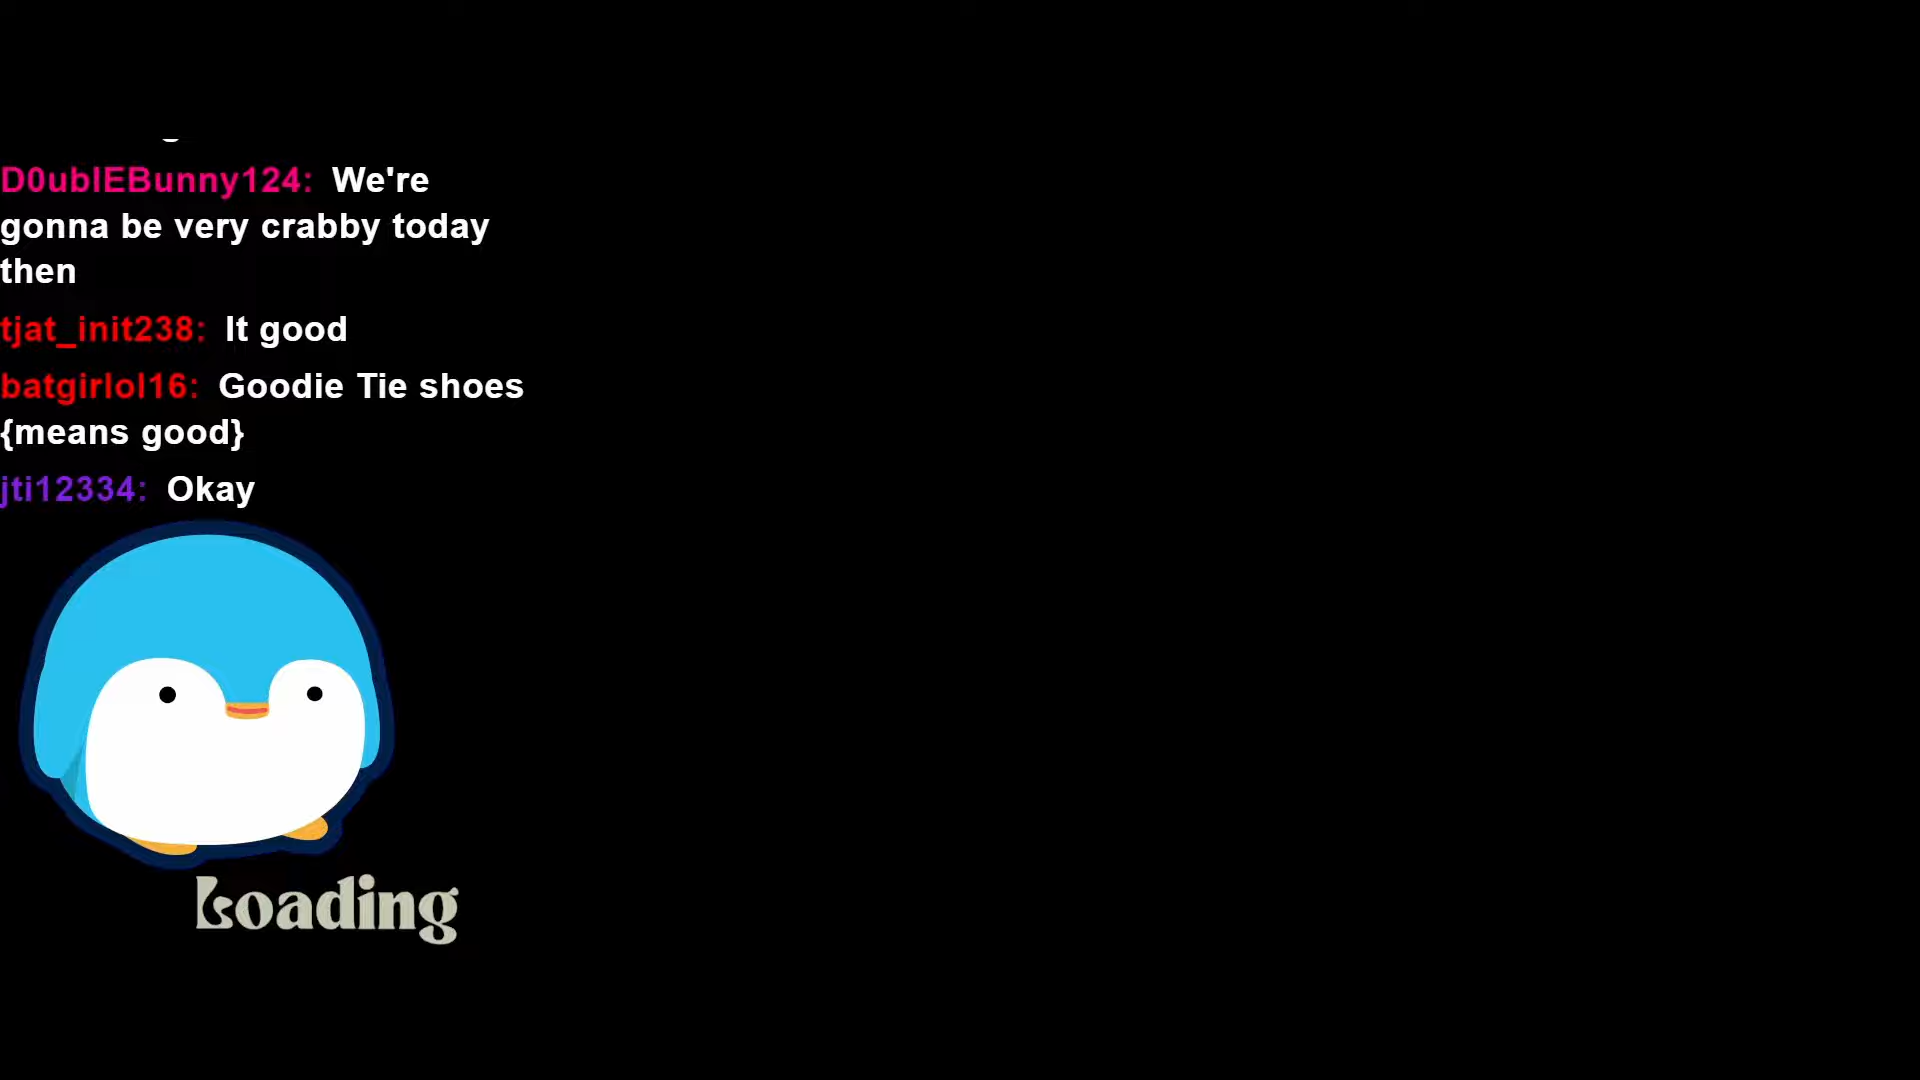 D0ublEBunny124: We're
gonna be very crabby today
then
tjat_init238: It good
batgirlol16: Goodie Tie shoes
{means good}
jti12334: Okay
Loading